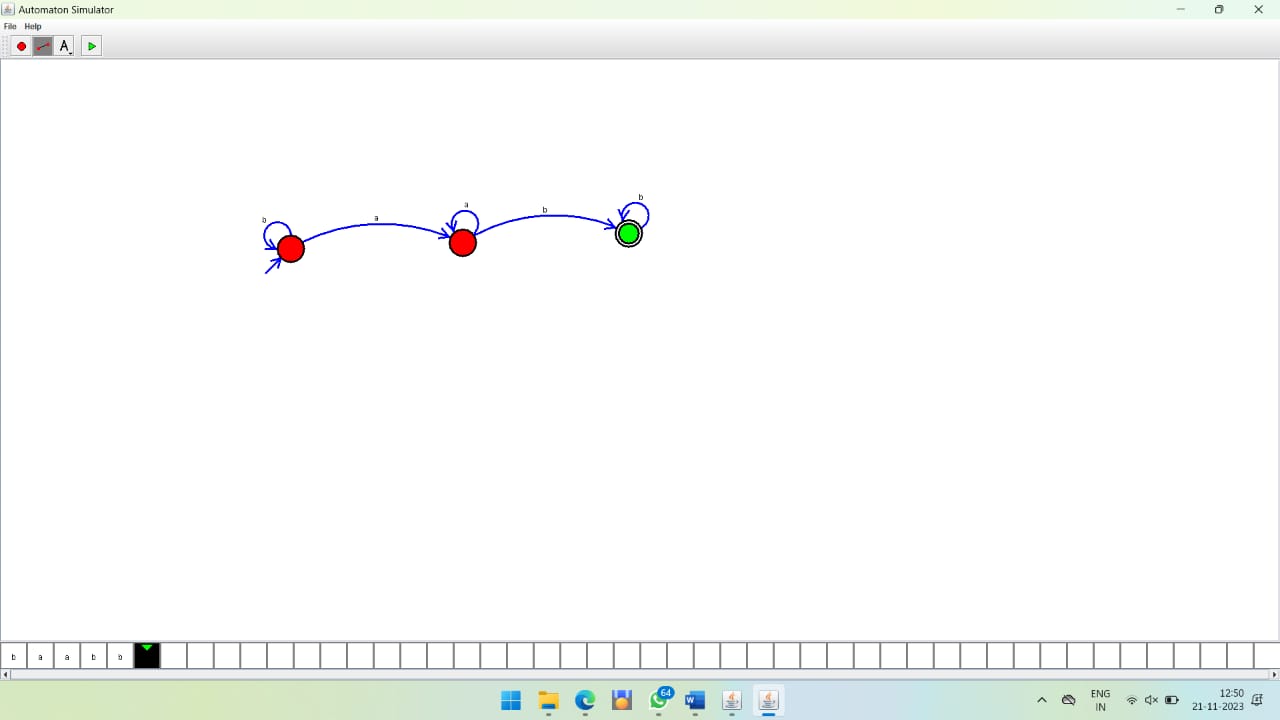 Automaton Simulator
File Help
A
b
a
a
b
b
b a a b b
64
W
ENG
IN
12:50
21-11-2023